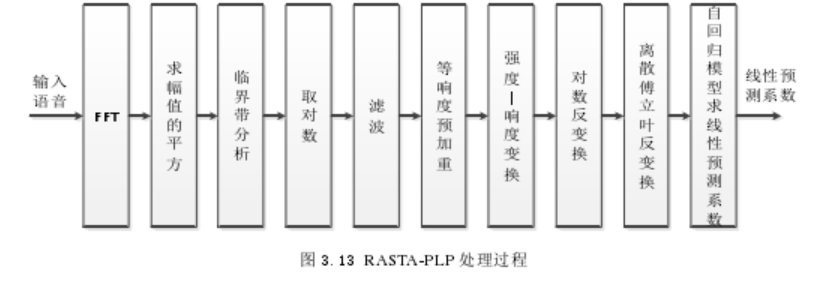 输入
语音
FFT
求幅值的平方
临界带分析
取对数
滤波
等响度预加重
强度|响度变换
对数反变换
离散傅立叶反变换
自回归模型求线性预测系数
线性预
测系数
图 3.13 RASTA-PLP 处理过程